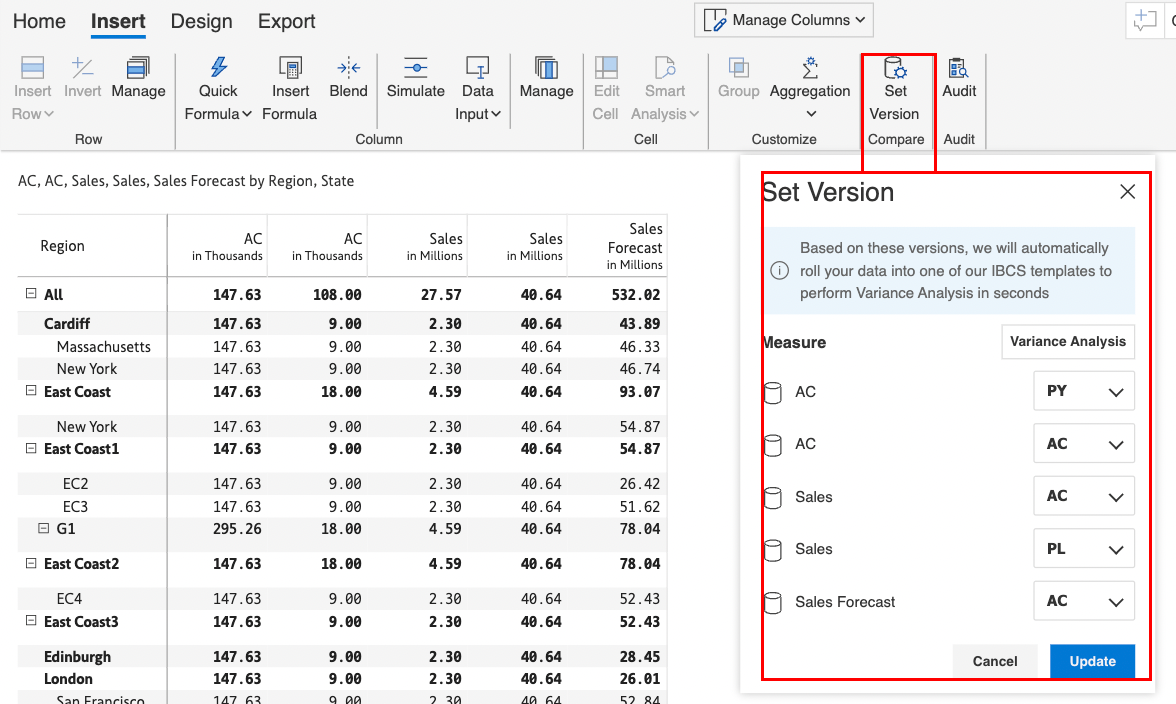 Home Insert Design Export
Manage Columns
Insert Row
Invert
Manage
Row
Quick Formula
Insert Formula
Blend
Simulate
Data Input
Column
Manage
Edit Cell
Smart Analysis
Cell
Group
Aggregation
Customize
Set Version
Compare
Audit
Audit
AC, AC, Sales, Sales, Sales Forecast by Region, State
Region
AC in Thousands
AC in Thousands
Sales in Millions
Sales in Millions
Sales Forecast in Millions
All 147.63 108.00 27.57 40.64 532.02
Cardiff 147.63 9.00 2.30 40.64 43.89
Massachusetts 147.63 9.00 2.30 40.64 46.33
New York 147.63 9.00 2.30 40.64 46.74
East Coast 147.63 18.00 4.59 40.64 93.07
New York 147.63 9.00 2.30 40.64 54.87
East Coast1 147.63 9.00 2.30 40.64 54.87
EC2 147.63 9.00 2.30 40.64 26.42
EC3 147.63 9.00 2.30 40.64 51.62
G1 295.26 18.00 4.59 40.64 78.04
East Coast2 147.63 18.00 4.59 40.64 78.04
EC4 147.63 9.00 2.30 40.64 52.43
East Coast3 147.63 9.00 2.30 40.64 52.43
Edinburgh 147.63 9.00 2.30 40.64 28.45
London 147.63 9.00 2.30 40.64 26.01
San Francisco 147.63 9.00 2.30 40.64 52.84
Set Version
Based on these versions, we will automatically
roll your data into one of our IBCS templates to
perform Variance Analysis in seconds
Measure Variance Analysis
AC PY
AC AC
Sales AC
Sales PL
Sales Forecast AC
Cancel Update